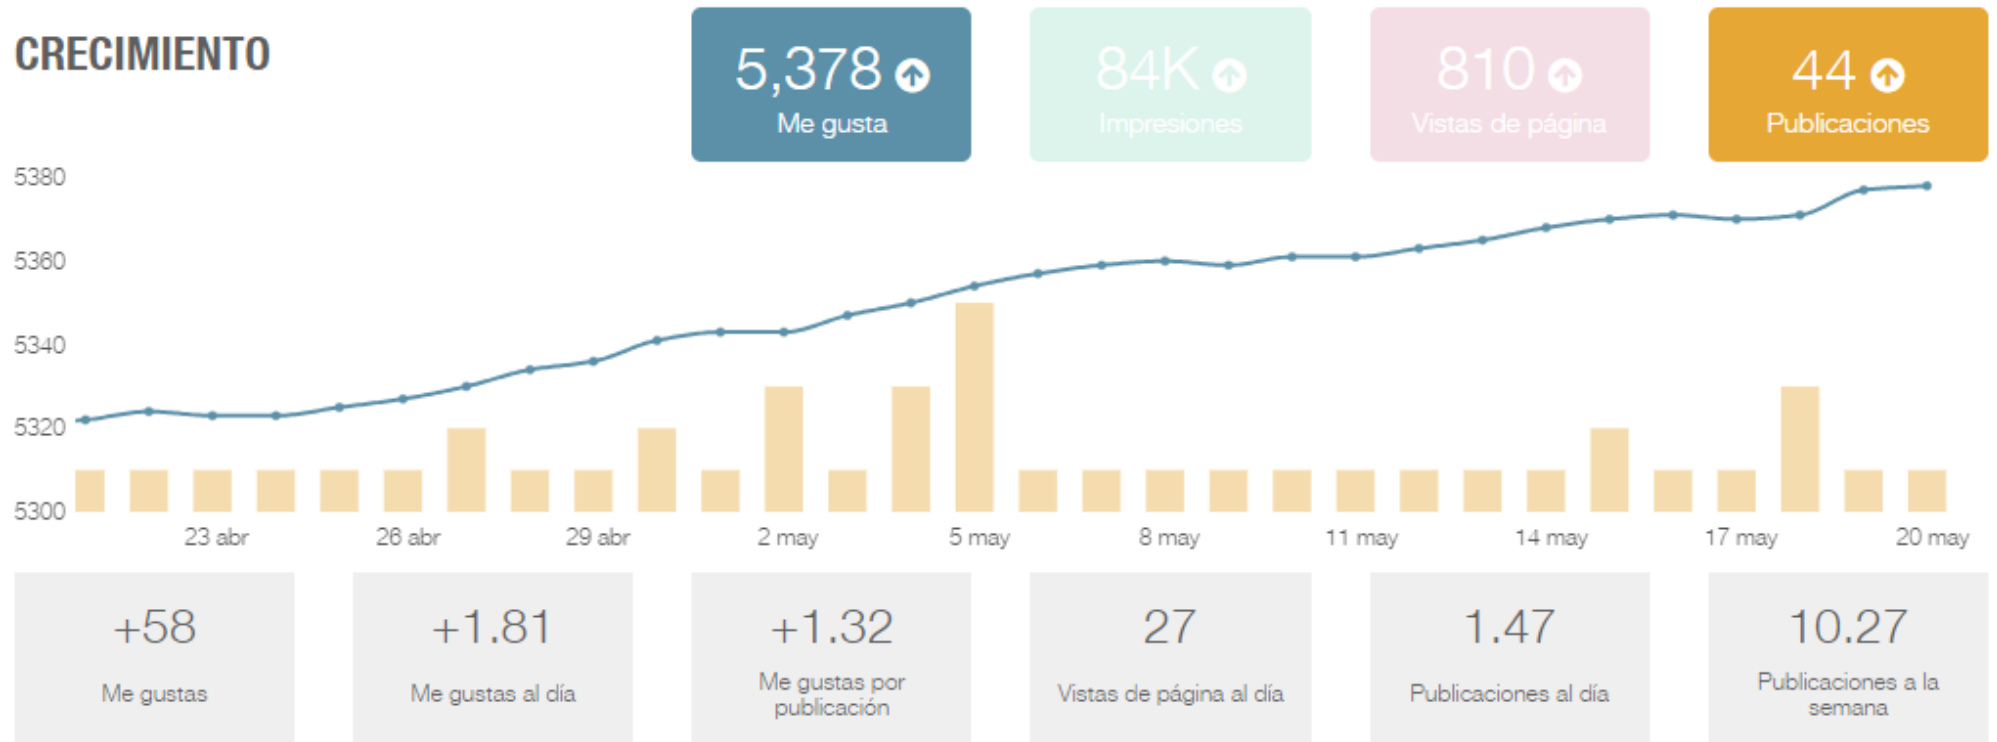 CRECIMIENTO
5,378
Me gusta
84K
Impresiones
810
Vistas de página
44
Publicaciones
5380
5360
5340
5320
5300
23 abr
26 abr
29 abr
2 may
5 may
8 may
11 may
14 may
17 may
20 may
+58
Me gustas
+1.81
Me gustas al día
+1.32
Me gustas por
publicación
27
Vistas de página al día
1.47
Publicaciones al día
10.27
Publicaciones a la
semana